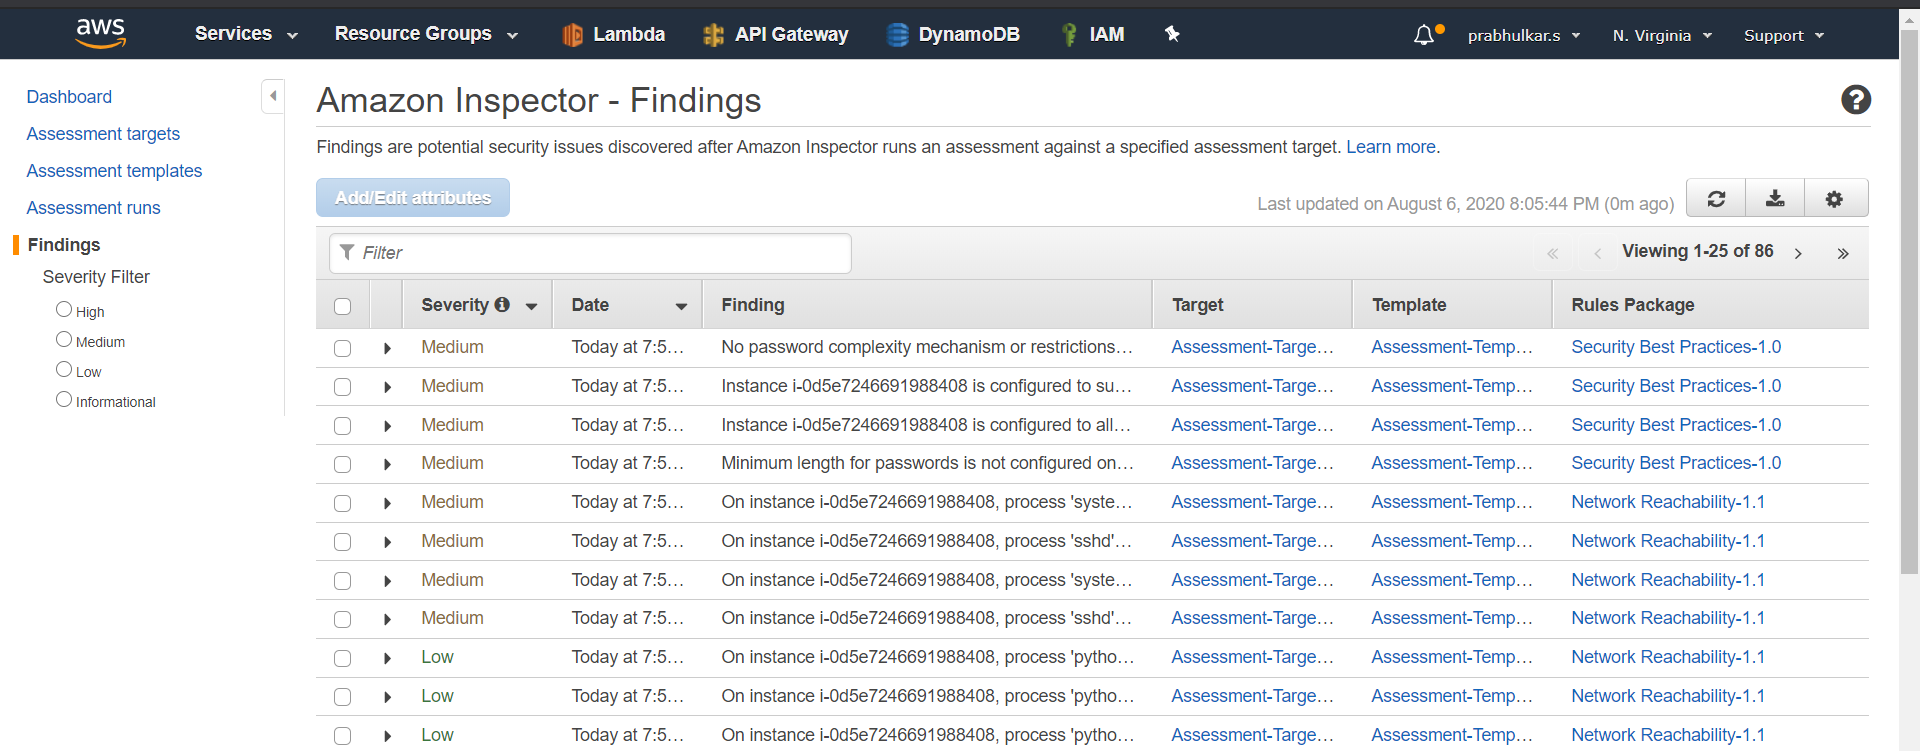 aws Services Resource Groups Lambda API Gateway DynamoDB IAM prabhulkar.s N. Virginia Support
Dashboard
Assessment targets
Assessment templates
Assessment runs
Findings
Severity Filter
High
Medium
Low
Informational
Amazon Inspector - Findings
Findings are potential security issues discovered after Amazon Inspector runs an assessment against a specified assessment target. Learn more.
Add/Edit attributes
Last updated on August 6, 2020 8:05:44 PM (0m ago)
Filter
Viewing 1-25 of 86
Severity Date Finding Target Template Rules Package
Medium Today at 7:5... No password complexity mechanism or restrictions... Assessment-Targe... Assessment-Temp... Security Best Practices-1.0
Medium Today at 7:5... Instance i-0d5e7246691988408 is configured to su... Assessment-Targe... Assessment-Temp... Security Best Practices-1.0
Medium Today at 7:5... Instance i-0d5e7246691988408 is configured to all... Assessment-Targe... Assessment-Temp... Security Best Practices-1.0
Medium Today at 7:5... Minimum length for passwords is not configured on... Assessment-Targe... Assessment-Temp... Security Best Practices-1.0
Medium Today at 7:5... On instance i-0d5e7246691988408, process 'syste... Assessment-Targe... Assessment-Temp... Network Reachability-1.1
Medium Today at 7:5... On instance i-0d5e7246691988408, process 'sshd'... Assessment-Targe... Assessment-Temp... Network Reachability-1.1
Medium Today at 7:5... On instance i-0d5e7246691988408, process 'syste... Assessment-Targe... Assessment-Temp... Network Reachability-1.1
Medium Today at 7:5... On instance i-0d5e7246691988408, process 'sshd'... Assessment-Targe... Assessment-Temp... Network Reachability-1.1
Low Today at 7:5... On instance i-0d5e7246691988408, process 'pytho... Assessment-Targe... Assessment-Temp... Network Reachability-1.1
Low Today at 7:5... On instance i-0d5e7246691988408, process 'pytho... Assessment-Targe... Assessment-Temp... Network Reachability-1.1
Low Today at 7:5... On instance i-0d5e7246691988408, process 'pytho... Assessment-Targe... Assessment-Temp... Network Reachability-1.1